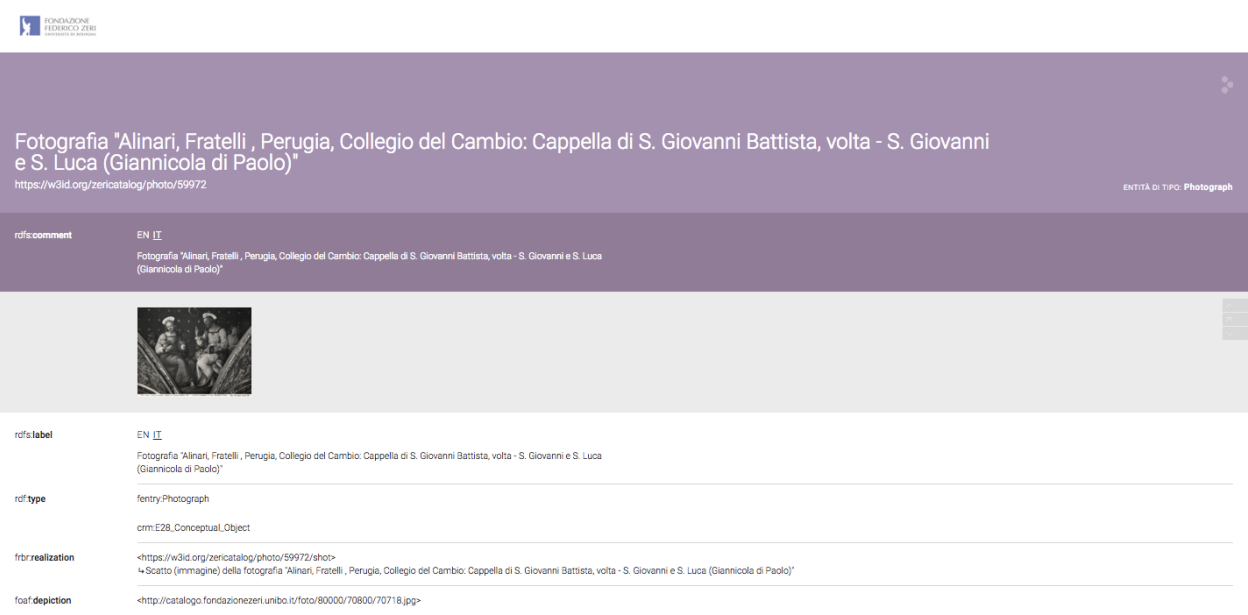 FONDAZIONE
FEDERICO ZERI
UNIVERSITÀ DI BOLOGNA
Fotografia "Alinari, Fratelli , Perugia, Collegio del Cambio: Cappella di S. Giovanni Battista, volta - S. Giovanni
e S. Luca (Giannicola di Paolo)"
https://w3id.org/zericatalog/photo/59972
ENTITÀ DI TIPO: Photograph
rdfs:comment
EN IT
Fotografia "Alinari, Fratelli , Perugia, Collegio del Cambio: Cappella di S. Giovanni Battista, volta - S. Giovanni e S. Luca
(Giannicola di Paolo)"
rdfs:label
EN IT
Fotografia "Alinari, Fratelli , Perugia, Collegio del Cambio: Cappella di S. Giovanni Battista, volta - S. Giovanni e S. Luca
(Giannicola di Paolo)"
rdf:type
fentry:Photograph
crm:E28_Conceptual_Object
frbr:realization
<https://w3id.org/zericatalog/photo/59972/shot>
↳Scatto (immagine) della fotografia "Alinari, Fratelli , Perugia, Collegio del Cambio: Cappella di S. Giovanni Battista, volta - S. Giovanni e S. Luca (Giannicola di Paolo)"
foaf:depiction
<http://catalogo.fondazionezeri.unibo.it/foto/80000/70800/70718.jpg>